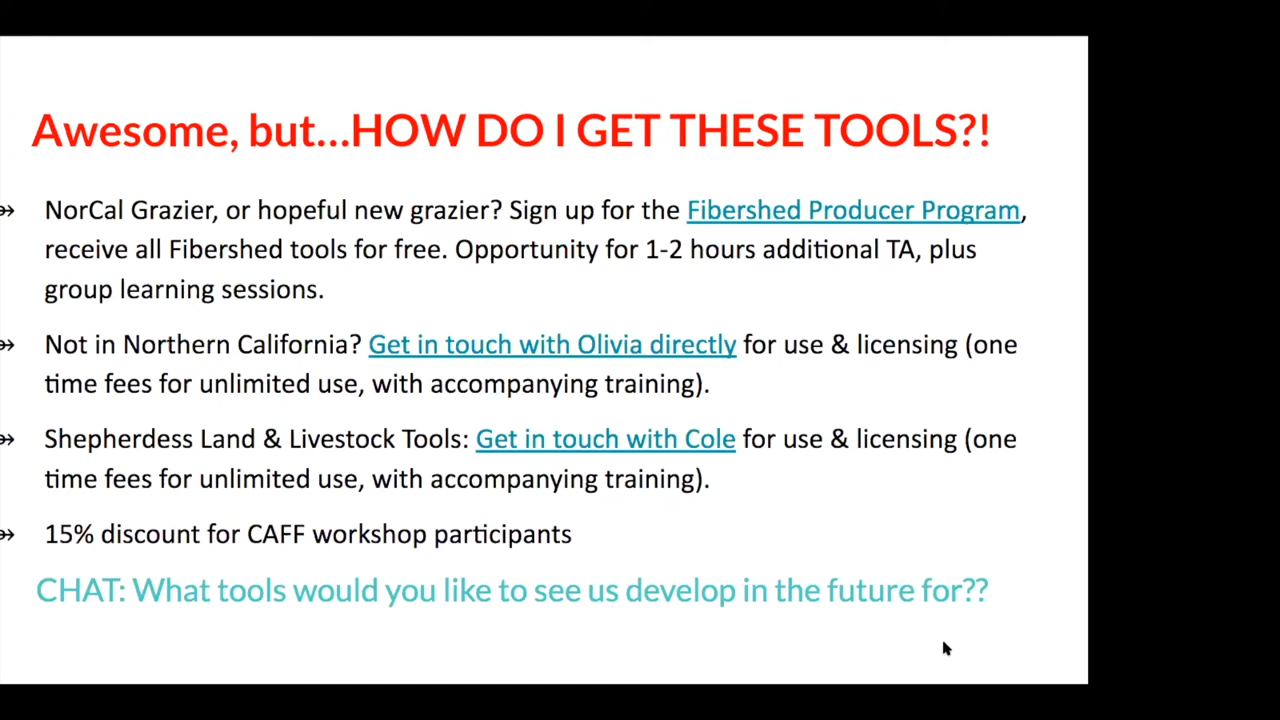 Awesome, but...HOW DO I GET THESE TOOLS?!
NorCal Grazier, or hopeful new grazier? Sign up for the Fibershed Producer Program,
receive all Fibershed tools for free. Opportunity for 1-2 hours additional TA, plus
group learning sessions.
Not in Northern California? Get in touch with Olivia directly for use & licensing (one
time fees for unlimited use, with accompanying training).
Shepherdess Land & Livestock Tools: Get in touch with Cole for use & licensing (one
time fees for unlimited use, with accompanying training).
15% discount for CAFF workshop participants
CHAT: What tools would you like to see us develop in the future for??